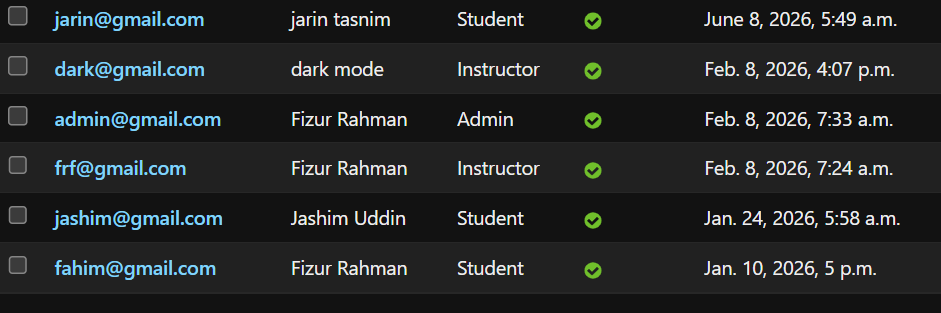 jarin@gmail.com jarin tasnim Student June 8, 2026, 5:49 a.m.
dark@gmail.com dark mode Instructor Feb. 8, 2026, 4:07 p.m.
admin@gmail.com Fizur Rahman Admin Feb. 8, 2026, 7:33 a.m.
frf@gmail.com Fizur Rahman Instructor Feb. 8, 2026, 7:24 a.m.
jashim@gmail.com Jashim Uddin Student Jan. 24, 2026, 5:58 a.m.
fahim@gmail.com Fizur Rahman Student Jan. 10, 2026, 5 p.m.